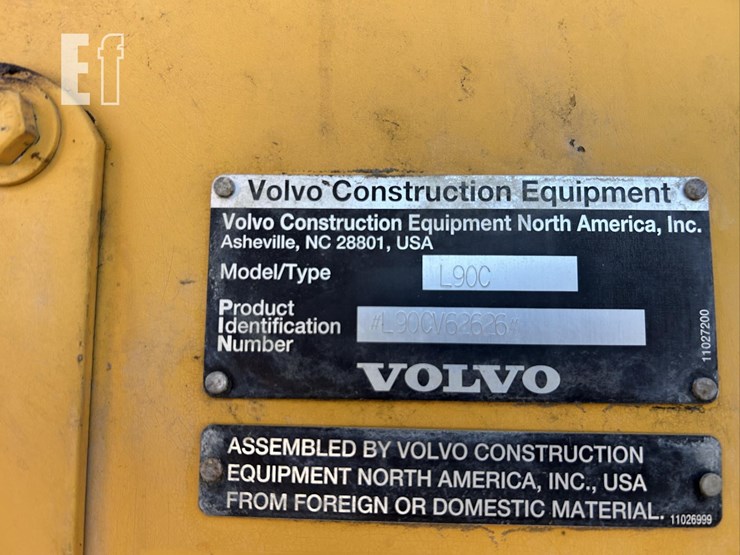 Ef
Volvo Construction Equipment
Volvo Construction Equipment North America, Inc.
Asheville, NC 28801, USA
Model/Type L90C
Product
Identification *L90CV62626*
Number
11027200
VOLVO
ASSEMBLED BY VOLVO CONSTRUCTION
EQUIPMENT NORTH AMERICA, INC., USA
FROM FOREIGN OR DOMESTIC MATERIAL.
11026999